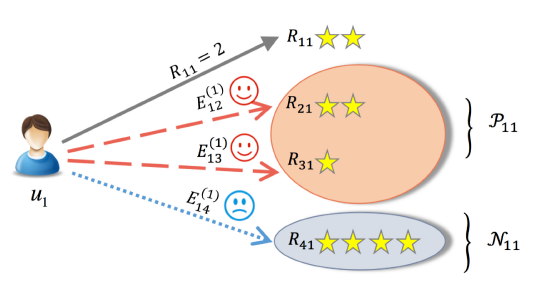 R₁₁
R₁₁ = 2
E₁₂⁽¹⁾
R₂₁
𝒫₁₁
E₁₃⁽¹⁾
R₃₁
u₁
E₁₄⁽¹⁾
R₄₁
𝒩₁₁